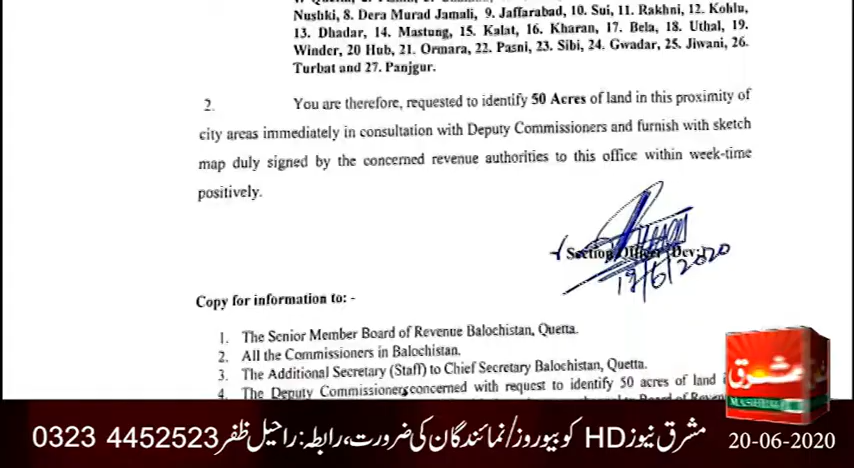 Nushki, 8. Dera Murad Jamali, 9. Jaffarabad, 10. Sui, 11. Rakhni, 12. Kohlu,
13. Dhadar, 14. Mastung, 15. Kalat, 16. Kharan, 17. Bela, 18. Uthal, 19.
Winder, 20 Hub, 21. Ormara, 22. Pasni, 23. Sibi, 24. Gwadar, 25. Jiwani, 26.
Turbat and 27. Panjgur.
2. You are therefore, requested to identify 50 Acres of land in this proximity of
city areas immediately in consultation with Deputy Commissioners and furnish with sketch
map duly signed by the concerned revenue authorities to this office within week-time
positively.
Section Officer (Dev:)
19/6/2020
Copy for information to: -
1. The Senior Member Board of Revenue Balochistan, Quetta.
2. All the Commissioners in Balochistan.
3. The Additional Secretary (Staff) to Chief Secretary Balochistan, Quetta.
4. The Deputy Commissioners concerned with request to identify 50 acres of land
مشرق
MASHRIQ
مشرق نیوز HD کو بیوروز/نمائندگان کی ضرورت، رابطہ: راحیل ظفر 0323 4452523
20-06-2020